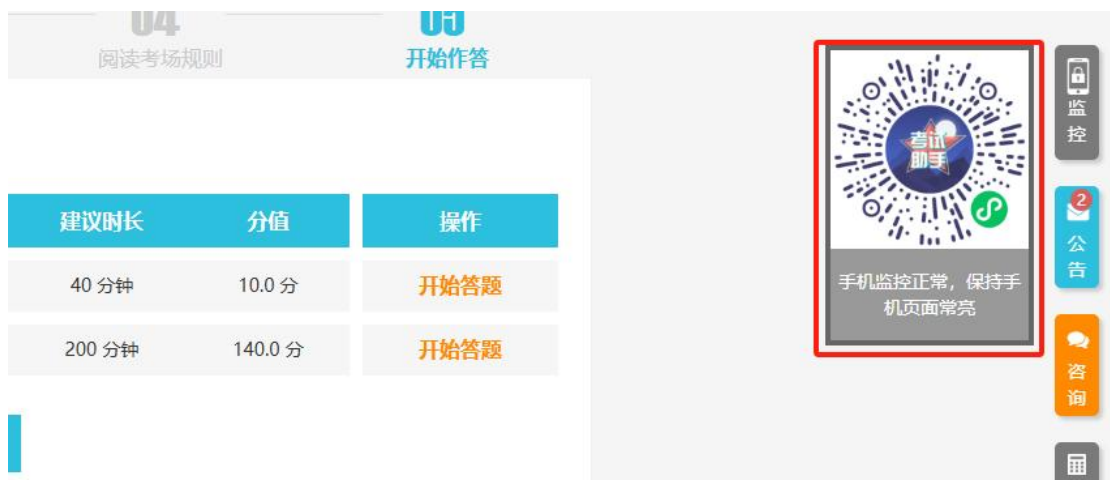 04
05
阅读考场规则
开始作答
建议时长
分值
操作
40 分钟
10.0 分
开始答题
200 分钟
140.0 分
开始答题
考试
助手
手机监控正常，保持手
机页面常亮
监
控
2
公
告
咨
询